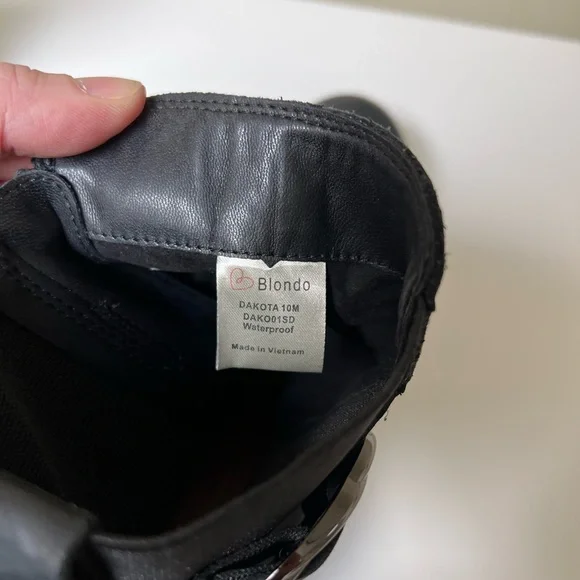 Blondo
DAKOTA 10M
DAKO01SD
Waterproof
Made in Vietnam